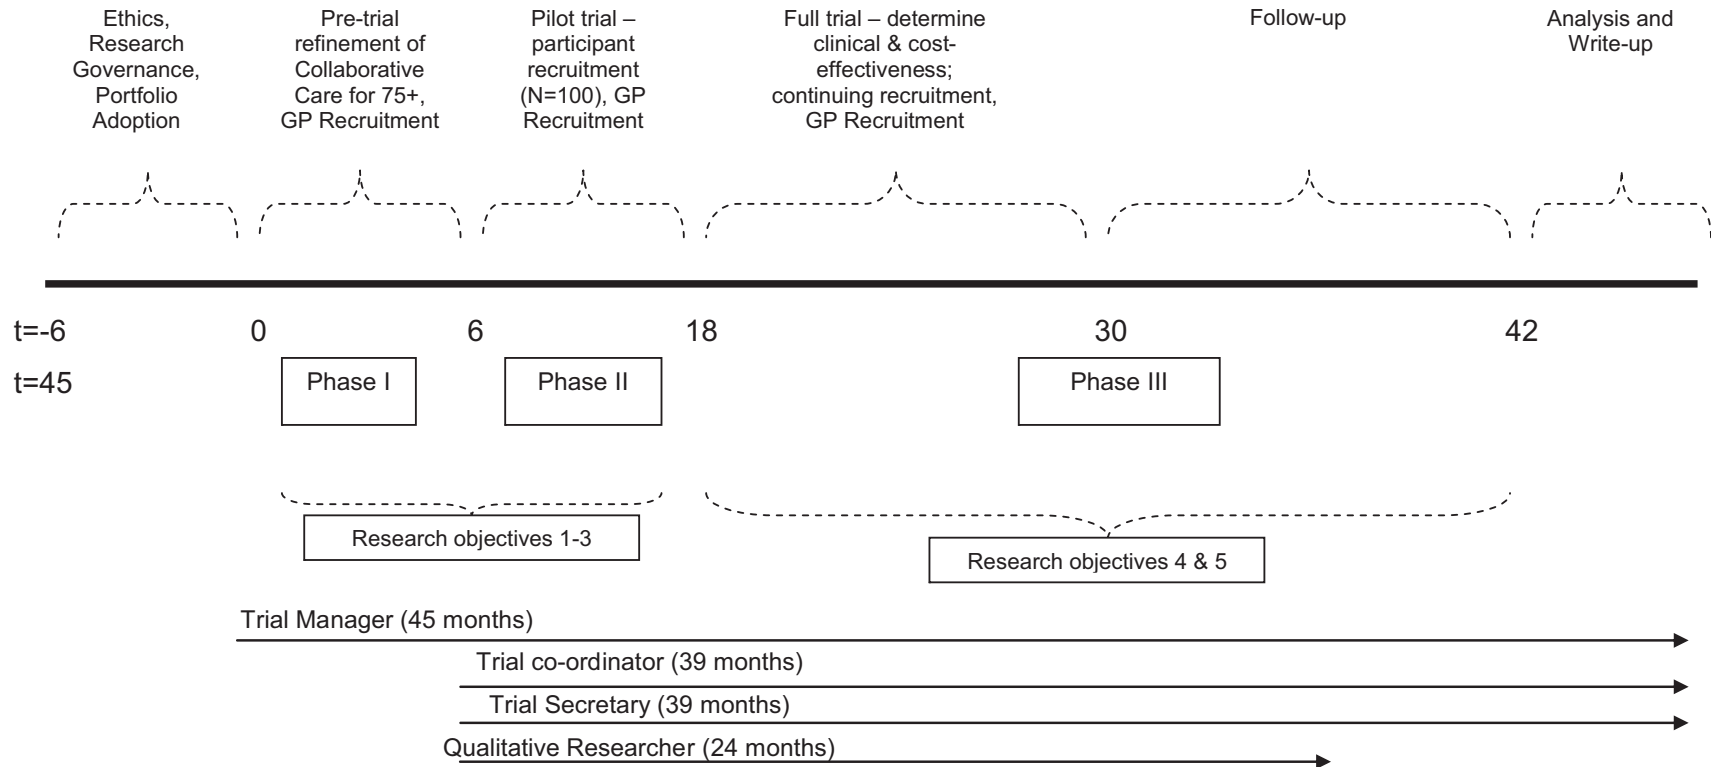 Ethics,
Research
Governance,
Portfolio
Adoption
Pre-trial
refinement of
Collaborative
Care for 75+,
GP Recruitment
Pilot trial –
participant
recruitment
(N=100), GP
Recruitment
Full trial – determine
clinical & cost-
effectiveness;
continuing recruitment,
GP Recruitment
Follow-up
Analysis and
Write-up
t=-6 0 6 18 30 42
t=45
Phase I
Phase II
Phase III
Research objectives 1-3
Research objectives 4 & 5
Trial Manager (45 months)
Trial co-ordinator (39 months)
Trial Secretary (39 months)
Qualitative Researcher (24 months)